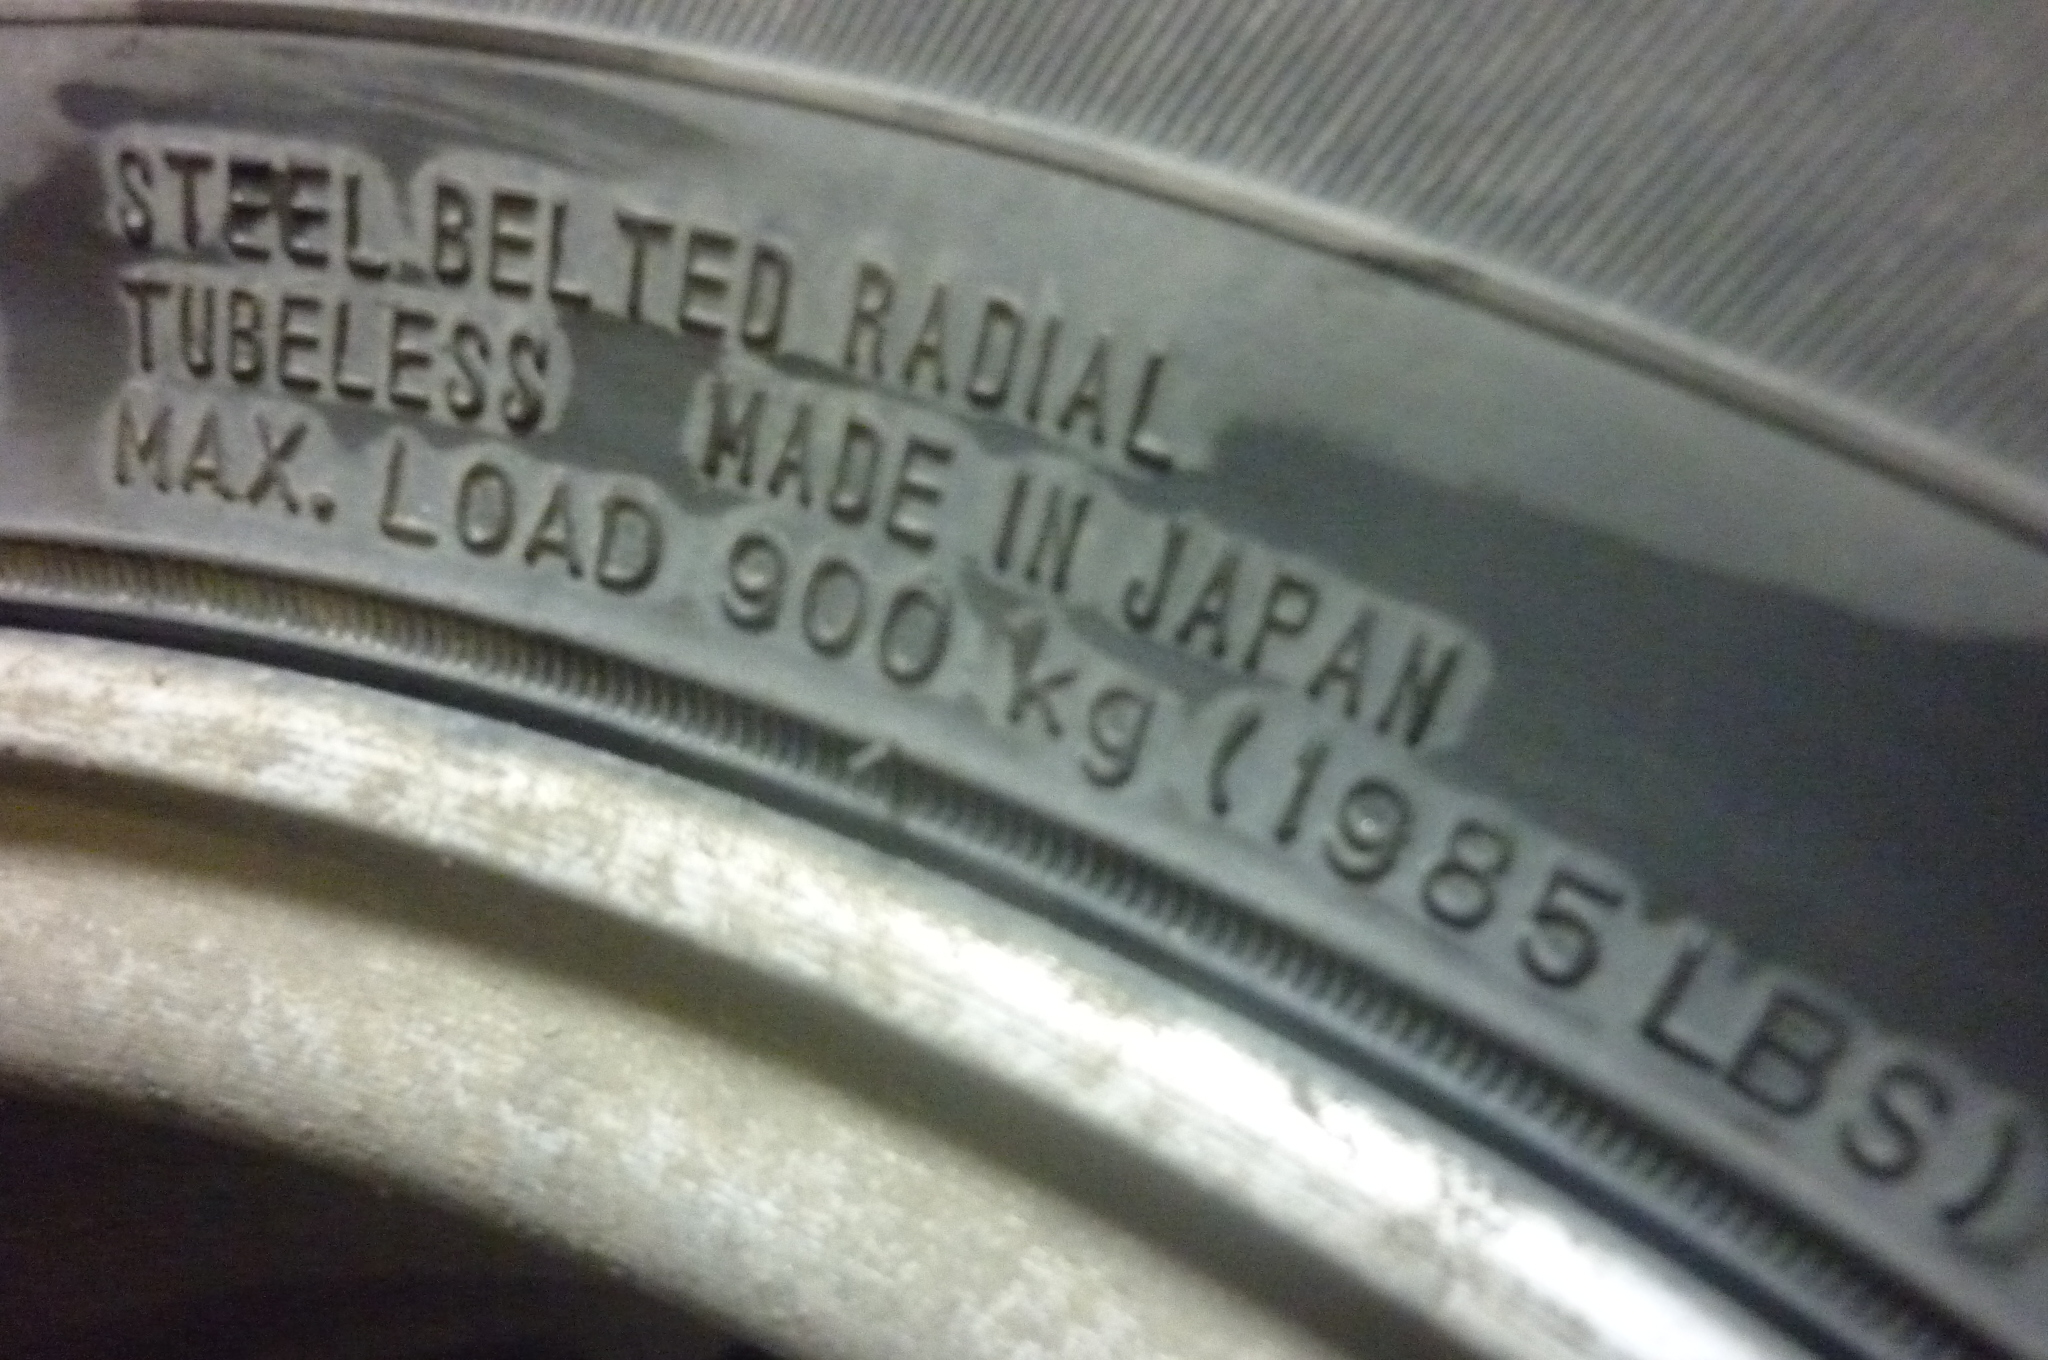 STEEL BELTED RADIAL
TUBELESS MADE IN JAPAN
MAX. LOAD 900 kg (1985 LBS)